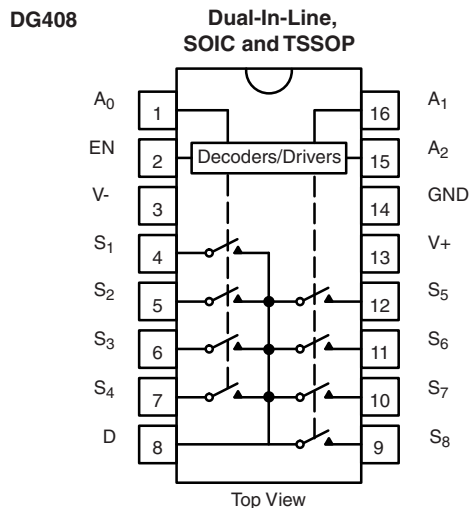 DG408
Dual-In-Line,
SOIC and TSSOP
A0 1 16 A1
EN 2 Decoders/Drivers 15 A2
V- 3 14 GND
S1 4 13 V+
S2 5 12 S5
S3 6 11 S6
S4 7 10 S7
D 8 9 S8
Top View